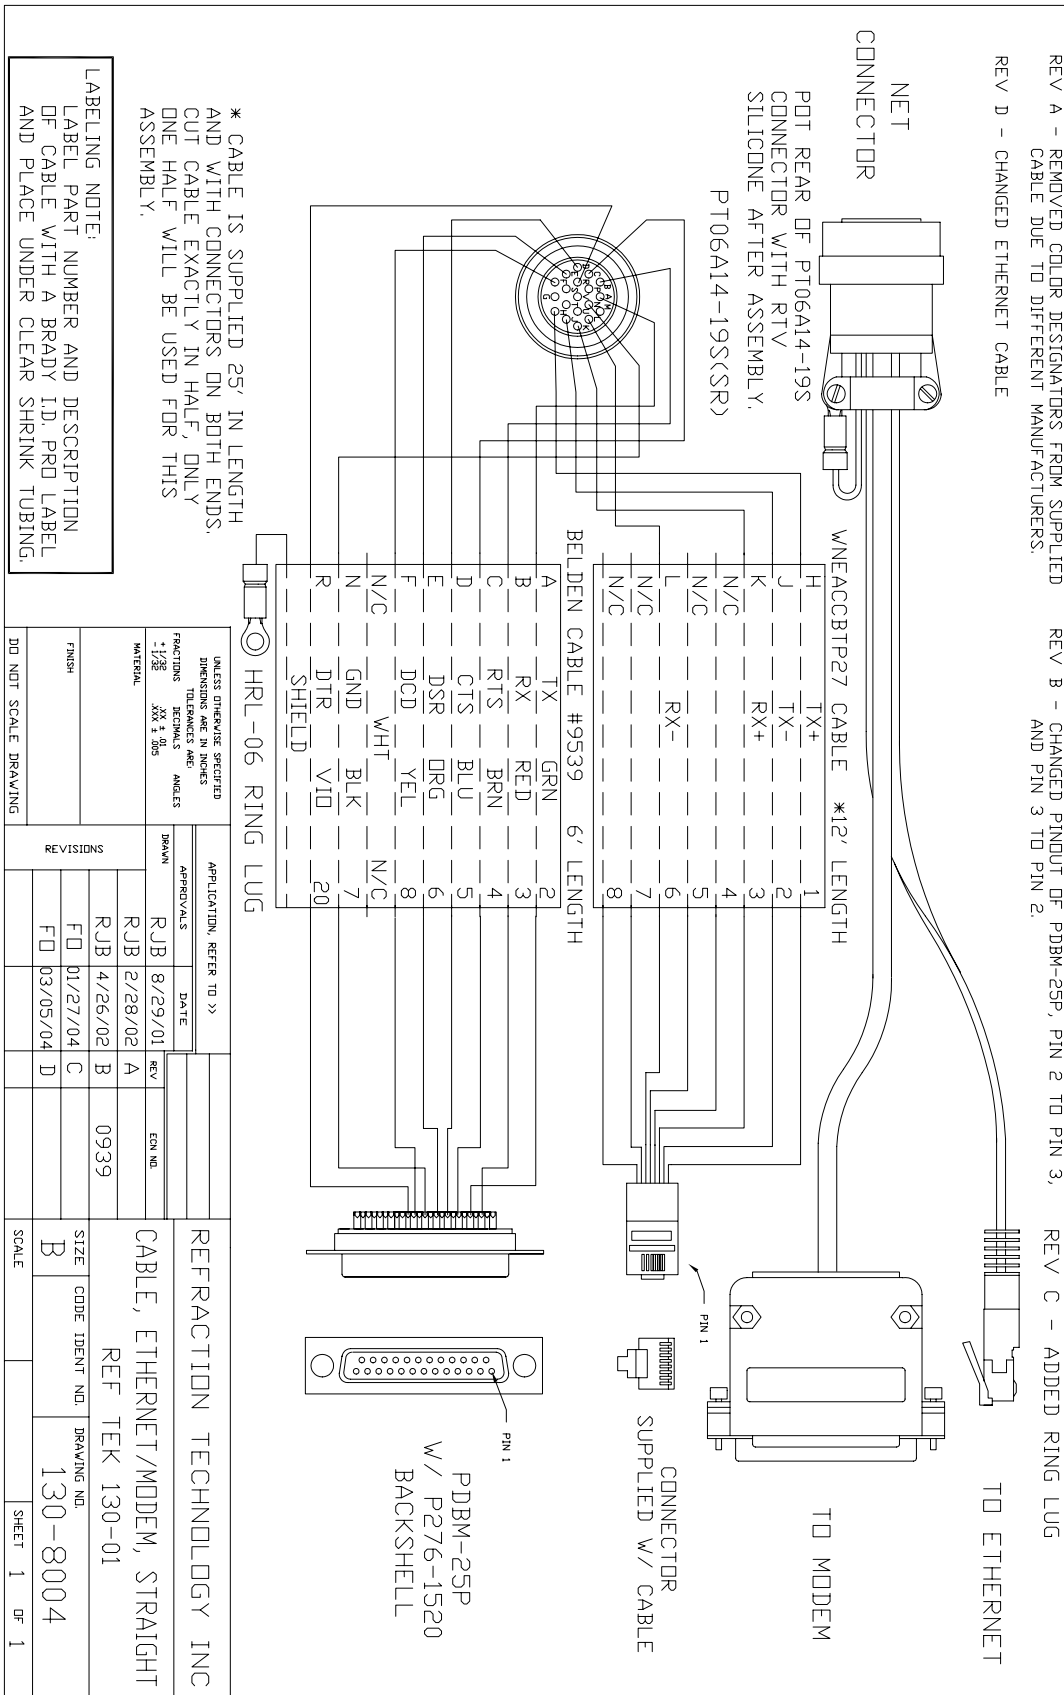 REV A - REMOVED COLOR DESIGNATORS FROM SUPPLIED
CABLE DUE TO DIFFERENT MANUFACTURERS.
REV B - CHANGED PINOUT OF PDBM-25P, PIN 2 TO PIN 3,
AND PIN 3 TO PIN 2.
REV C - ADDED RING LUG
REV D - CHANGED ETHERNET CABLE
NET
CONNECTOR
TO ETHERNET
TO MODEM
POT REAR OF PT06A14-19S
CONNECTOR WITH RTV
SILICONE AFTER ASSEMBLY.
PT06A14-19S(SR)
WNEACCBTP27 CABLE *12' LENGTH
H TX+ 1
J TX- 2
K RX+ 3
N/C 4
N/C 5
L RX- 6
N/C 7
N/C 8
PIN 1
CONNECTOR
SUPPLIED W/ CABLE
BELDEN CABLE #9539 6' LENGTH
A TX GRN 2
B RX RED 3
C RTS BRN 4
D CTS BLU 5
E DSR ORG 6
F DCD YEL 8
N/C WHT N/C
N GND BLK 7
R DTR VIO 20
SHIELD
HRL-06 RING LUG
PIN 1
PDBM-25P
W/ P276-1520
BACKSHELL
* CABLE IS SUPPLIED 25' IN LENGTH
AND WITH CONNECTORS ON BOTH ENDS.
CUT CABLE EXACTLY IN HALF, ONLY
ONE HALF WILL BE USED FOR THIS
ASSEMBLY.
LABELING NOTE:
LABEL PART NUMBER AND DESCRIPTION
OF CABLE WITH A BRADY I.D. PRO LABEL
AND PLACE UNDER CLEAR SHRINK TUBING.
UNLESS OTHERWISE SPECIFIED
DIMENSIONS ARE IN INCHES
TOLERANCES ARE:
FRACTIONS DECIMALS ANGLES
+1/32 .XX ± .01
-1/32 .XXX ± .005
MATERIAL
FINISH
DO NOT SCALE DRAWING
APPLICATION, REFER TO >>
APPROVALS DATE
DRAWN RJB 8/29/01 REV ECN NO.
REVISIONS
RJB 2/28/02 A
RJB 4/26/02 B 0939
FO 01/27/04 C
FO 03/05/04 D
REFRACTION TECHNOLOGY INC
CABLE, ETHERNET/MODEM, STRAIGHT
REF TEK 130-01
SIZE CODE IDENT NO. DRAWING NO.
B 130-8004
SCALE SHEET 1 OF 1